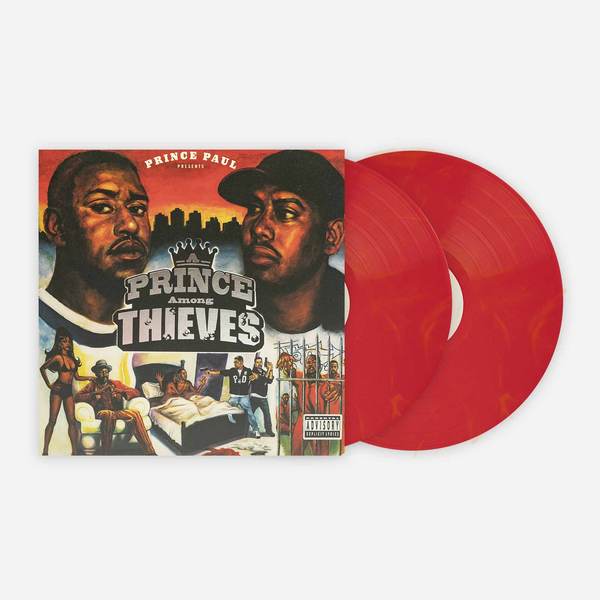 PRINCE PAUL
PRESENTS
A
PRINCE
Among
THIEVES
PARENTAL
ADVISORY
EXPLICIT LYRICS